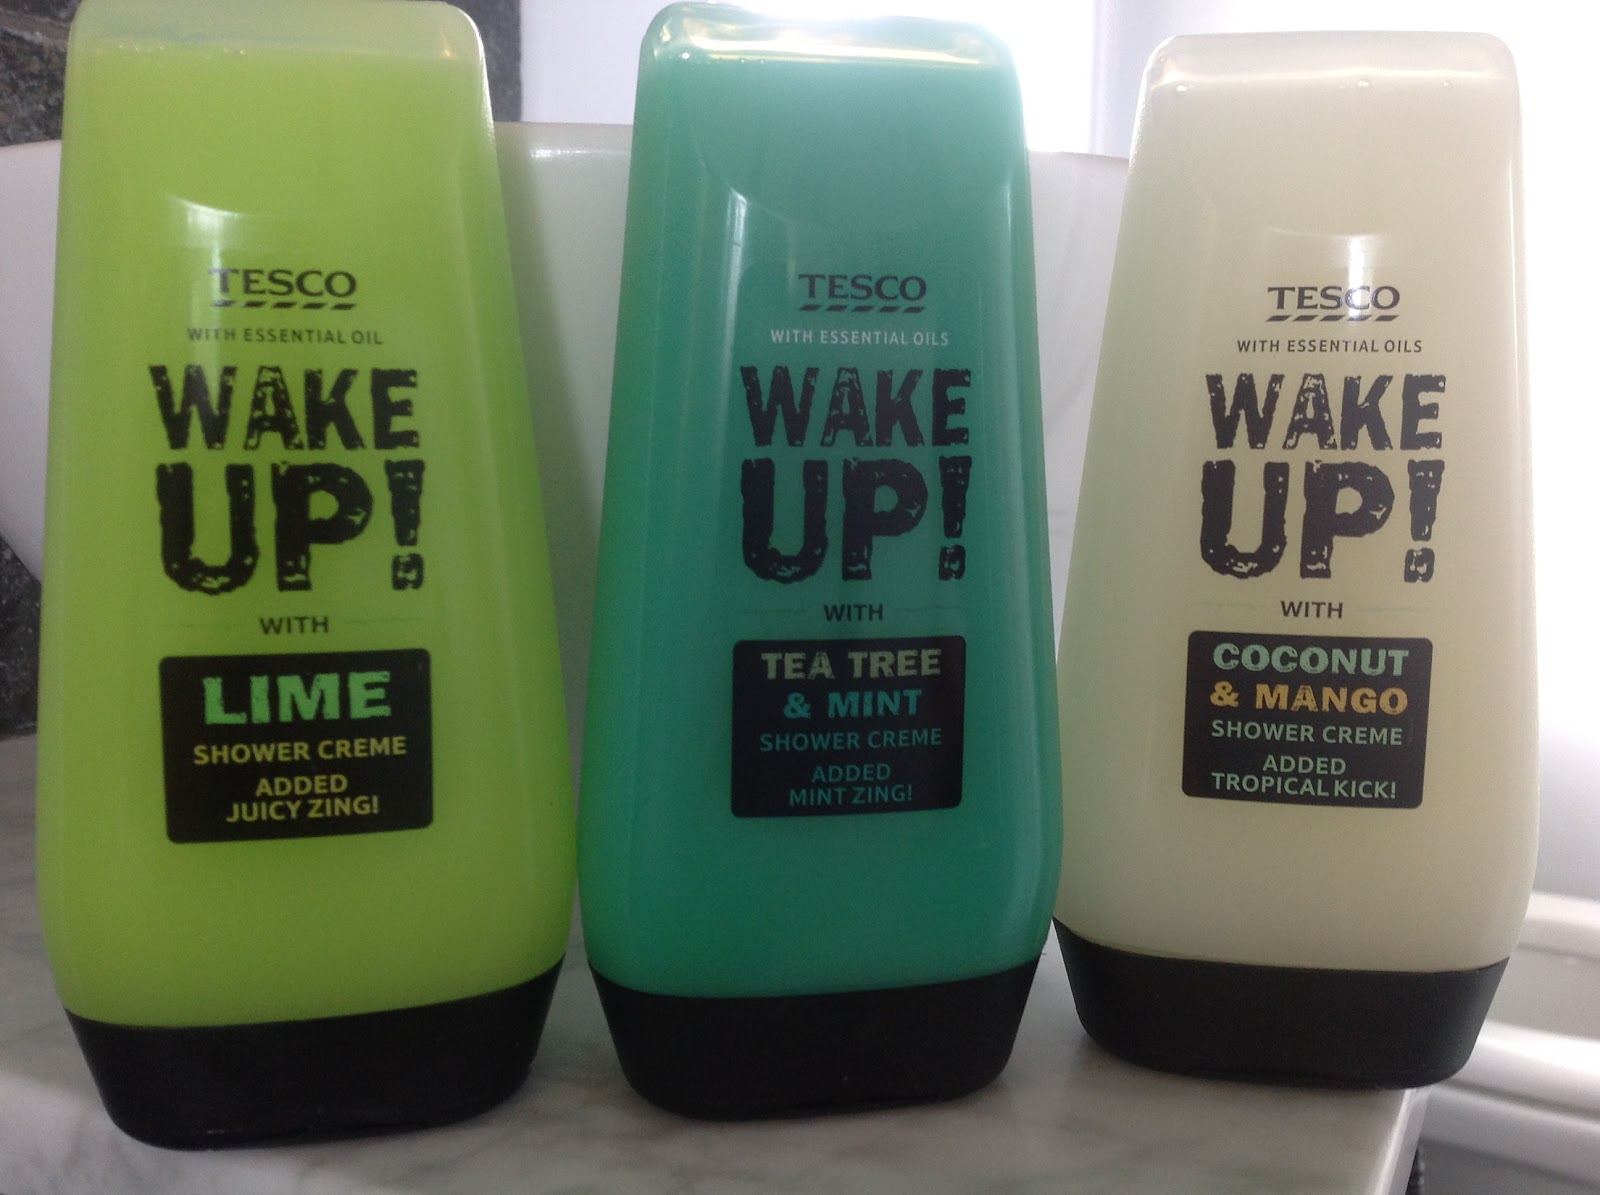 TESCO
WITH ESSENTIAL OIL
WAKE
UP!
WITH
LIME
SHOWER CREME
ADDED
JUICY ZING!
TESCO
WITH ESSENTIAL OILS
WAKE
UP!
WITH
TEA TREE
& MINT
SHOWER CREME
ADDED
MINT ZING!
TESCO
WITH ESSENTIAL OILS
WAKE
UP!
WITH
COCONUT
& MANGO
SHOWER CREME
ADDED
TROPICAL KICK!